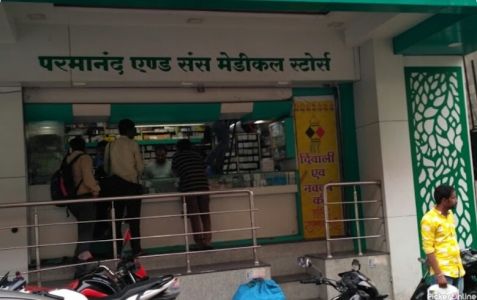 परमानंद एण्ड संस मेडीकल स्टोर्स
दिवाली
एवं